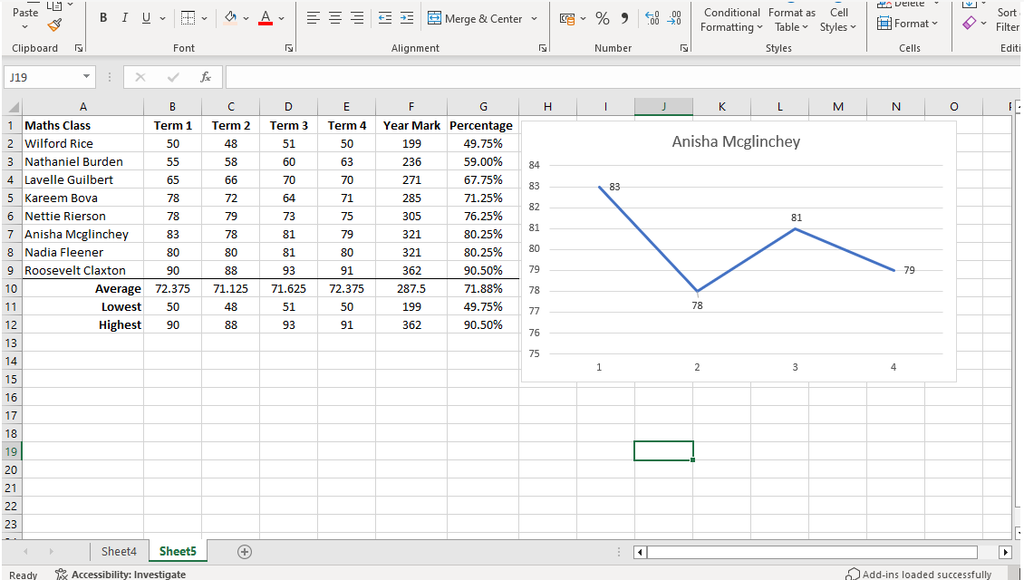 Paste
B I U A
Merge & Center
%
Conditional Formatting
Format as Table
Cell Styles
Delete
Format
Sort
Filter
Clipboard Font Alignment Number Styles Cells Editi
J19 fx
A B C D E F G H I J K L M N O
1 Maths Class Term 1 Term 2 Term 3 Term 4 Year Mark Percentage
2 Wilford Rice 50 48 51 50 199 49.75%
3 Nathaniel Burden 55 58 60 63 236 59.00%
4 Lavelle Guilbert 65 66 70 70 271 67.75%
5 Kareem Bova 78 72 64 71 285 71.25%
6 Nettie Rierson 78 79 73 75 305 76.25%
7 Anisha Mcglinchey 83 78 81 79 321 80.25%
8 Nadia Fleener 80 80 81 80 321 80.25%
9 Roosevelt Claxton 90 88 93 91 362 90.50%
10 Average 72.375 71.125 71.625 72.375 287.5 71.88%
11 Lowest 50 48 51 50 199 49.75%
12 Highest 90 88 93 91 362 90.50%
13
14
15
16
17
18
19
20
21
22
23
Anisha Mcglinchey
84
83
82
81
80
79
78
77
76
75
83
78
81
79
1 2 3 4
Sheet4 Sheet5
Ready Accessibility: Investigate Add-ins loaded successfully